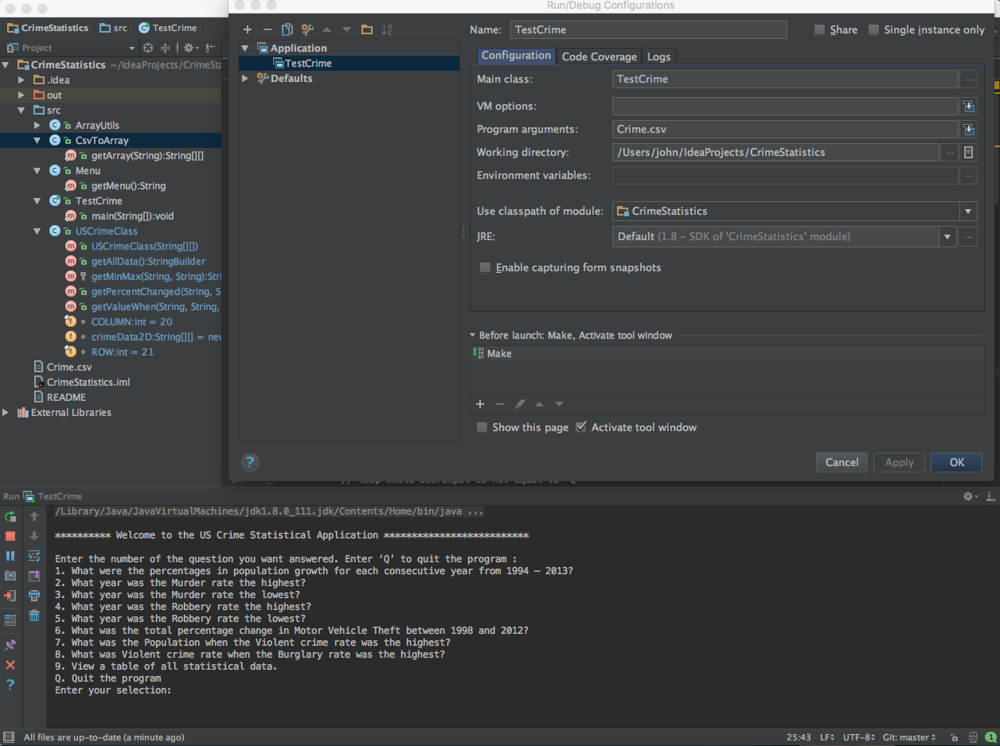 Run/Debug Configurations
CrimeStatistics src TestCrime
Project
CrimeStatistics ~/IdeaProjects/CrimeSta
.idea
out
src
ArrayUtils
CsvToArray
getArray(String):String[][]
Menu
getMenu():String
TestCrime
main(String[]):void
USCrimeClass
USCrimeClass(String[][])
getAllData():StringBuilder
getMinMax(String, String):Stri
getPercentChanged(String, S
getValueWhen(String, String,
COLUMN:int = 20
crimeData2D:String[][] = nev
ROW:int = 21
Crime.csv
CrimeStatistics.iml
README
External Libraries
Application
TestCrime
Defaults
Name: TestCrime
Share Single instance only
Configuration Code Coverage Logs
Main class: TestCrime ...
VM options:
Program arguments: Crime.csv
Working directory: /Users/john/IdeaProjects/CrimeStatistics ...
Environment variables: ...
Use classpath of module: CrimeStatistics
JRE: Default (1.8 – SDK of 'CrimeStatistics' module) ...
Enable capturing form snapshots
Before launch: Make, Activate tool window
Make
Show this page Activate tool window
? Cancel Apply OK
// loop while userInput is not equal to 'Q'
Run TestCrime
/Library/Java/JavaVirtualMachines/jdk1.8.0_111.jdk/Contents/Home/bin/java ...
********** Welcome to the US Crime Statistical Application **************************
Enter the number of the question you want answered. Enter ‘Q’ to quit the program :
1. What were the percentages in population growth for each consecutive year from 1994 – 2013?
2. What year was the Murder rate the highest?
3. What year was the Murder rate the lowest?
4. What year was the Robbery rate the highest?
5. What year was the Robbery rate the lowest?
6. What was the total percentage change in Motor Vehicle Theft between 1998 and 2012?
7. What was the Population when the Violent crime rate was the highest?
8. What was Violent crime rate when the Burglary rate was the highest?
9. View a table of all statistical data.
Q. Quit the program
Enter your selection:
All files are up-to-date (a minute ago) 25:43 LF UTF-8 Git: master 1